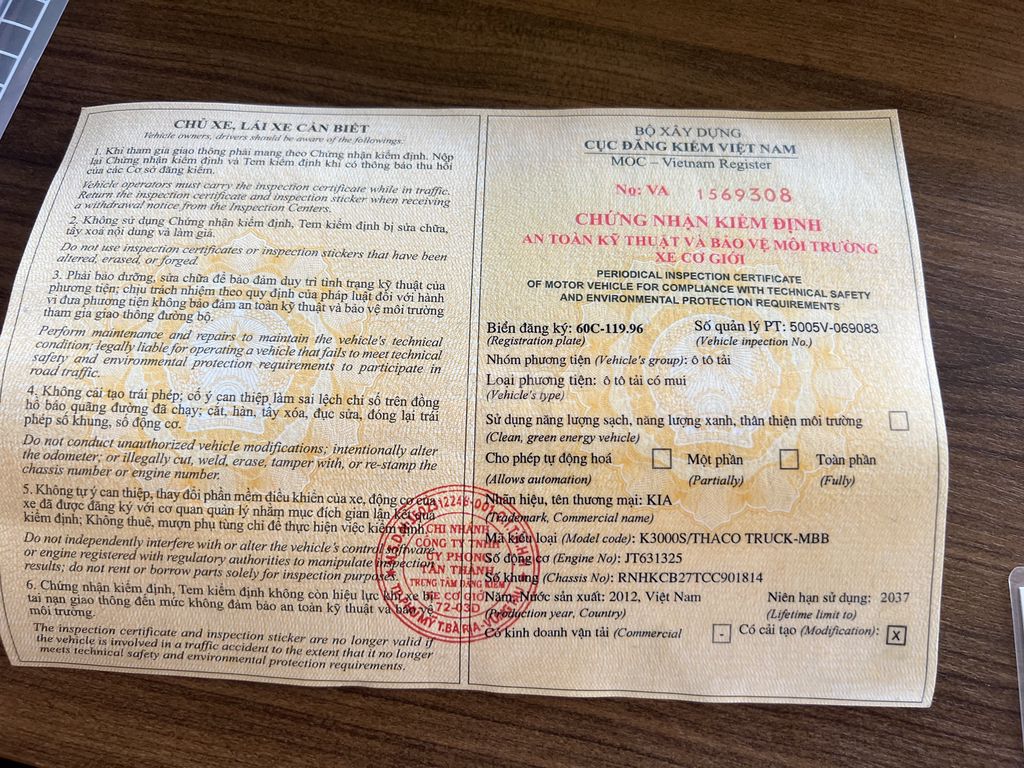 CHỦ XE, LÁI XE CẦN BIẾT
Vehicle owners, drivers should be aware of the followings.
1. Khi tham gia giao thông phải mang theo Chứng nhận kiểm định. Nộp
lại Chứng nhận kiểm định và Tem kiểm định khi có thông báo thu hồi
của các Cơ sở đăng kiểm.
Vehicle operators must carry the inspection certificate while in traffic.
Return the inspection certificate and inspection sticker when receiving
a withdrawal notice from the Inspection Centers.
2. Không sử dụng Chứng nhận kiểm định, Tem kiểm định bị sửa chữa,
tẩy xoá nội dung và làm giả.
Do not use inspection certificates or inspection stickers that have been
altered, erased, or forged.
3. Phải bảo dưỡng, sửa chữa để bảo đảm duy trì tình trạng kỹ thuật của
phương tiện; chịu trách nhiệm theo quy định của pháp luật đối với hành
vi đưa phương tiện không bảo đảm an toàn kỹ thuật và bảo vệ môi trường
tham gia giao thông đường bộ.
Perform maintenance and repairs to maintain the vehicle's technical
condition; legally liable for operating a vehicle that fails to meet technical
safety and environmental protection requirements to participate in
road traffic.
4. Không cải tạo trái phép; cố ý can thiệp làm sai lệch chỉ số trên đồng
hồ báo quãng đường đã chạy; cắt, hàn, tẩy xóa, đục sửa, đóng lại trái
phép số khung, số động cơ.
Do not conduct unauthorized vehicle modifications; intentionally alter
the odometer; or illegally cut, weld, erase, tamper with, or re-stamp the
chassis number or engine number.
5. Không tự ý can thiệp, thay đổi phần mềm điều khiển của xe, động cơ của
xe đã được đăng ký với cơ quan quản lý nhằm mục đích gian lận kết quả
kiểm định; Không thuê, mượn phụ tùng chỉ để thực hiện việc kiểm định.
Do not independently interfere with or alter the vehicle's control software
or engine registered with regulatory authorities to manipulate inspection
results; do not rent or borrow parts solely for inspection purposes.
6. Chứng nhận kiểm định, Tem kiểm định không còn hiệu lực khi xe bị
tai nạn giao thông đến mức không đảm bảo an toàn kỹ thuật và bảo vệ
môi trường.
The inspection certificate and inspection sticker are no longer valid if
the vehicle is involved in a traffic accident to the extent that it no longer
meets technical safety and environmental protection requirements.
BỘ XÂY DỰNG
CỤC ĐĂNG KIỂM VIỆT NAM
MOC – Vietnam Register
No: VA 1569308
CHỨNG NHẬN KIỂM ĐỊNH
AN TOÀN KỸ THUẬT VÀ BẢO VỆ MÔI TRƯỜNG
XE CƠ GIỚI
PERIODICAL INSPECTION CERTIFICATE
OF MOTOR VEHICLE FOR COMPLIANCE WITH TECHNICAL SAFETY
AND ENVIRONMENTAL PROTECTION REQUIREMENTS
Biển đăng ký: 60C-119.96 Số quản lý PT: 5005V-069083
(Registration plate) (Vehicle inspection No.)
Nhóm phương tiện (Vehicle's group): ô tô tải
Loại phương tiện: ô tô tải có mui
(Vehicle's type)
Sử dụng năng lượng sạch, năng lượng xanh, thân thiện môi trường
(Clean, green energy vehicle)
Cho phép tự động hoá Một phần Toàn phần
(Allows automation) (Partially) (Fully)
Nhãn hiệu, tên thương mại: KIA
(Trademark, Commercial name)
Mã kiểu loại (Model code): K3000S/THACO TRUCK-MBB
Số động cơ (Engine No): JT631325
Số khung (Chassis No): RNHKCB27TCC901814
Năm, Nước sản xuất: 2012, Việt Nam Niên hạn sử dụng: 2037
(Production year, Country) (Lifetime limit to)
Có kinh doanh vận tải (Commercial - Có cải tạo (Modification): X
CHI NHÁNH
CÔNG TY TNHH
ÚY PHONG
TÂN THÀNH
TRUNG TÂM ĐĂNG KIỂM
XE CƠ GIỚI
72-03D